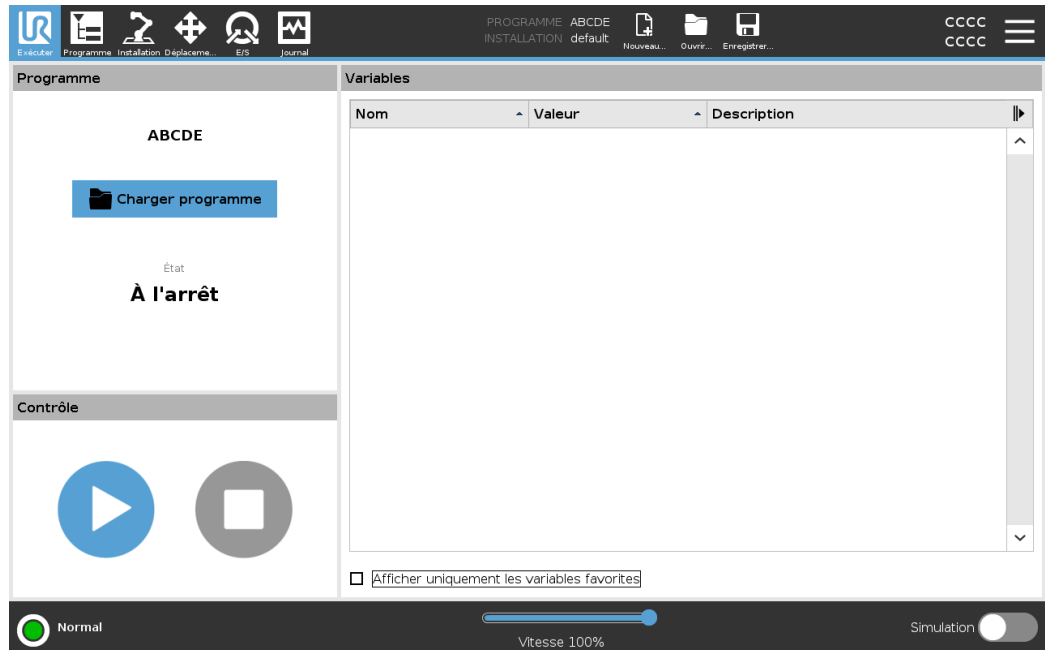 UR
Exécuter
Programme
Installation
Déplaceme...
E/S
Journal
PROGRAMME ABCDE
INSTALLATION default
Nouveau...
Ouvrir...
Enregistrer...
CCCC
CCCC
Programme
ABCDE
Charger programme
État
À l'arrêt
Contrôle
Variables
Nom
Valeur
Description
Afficher uniquement les variables favorites
Normal
Vitesse 100%
Simulation